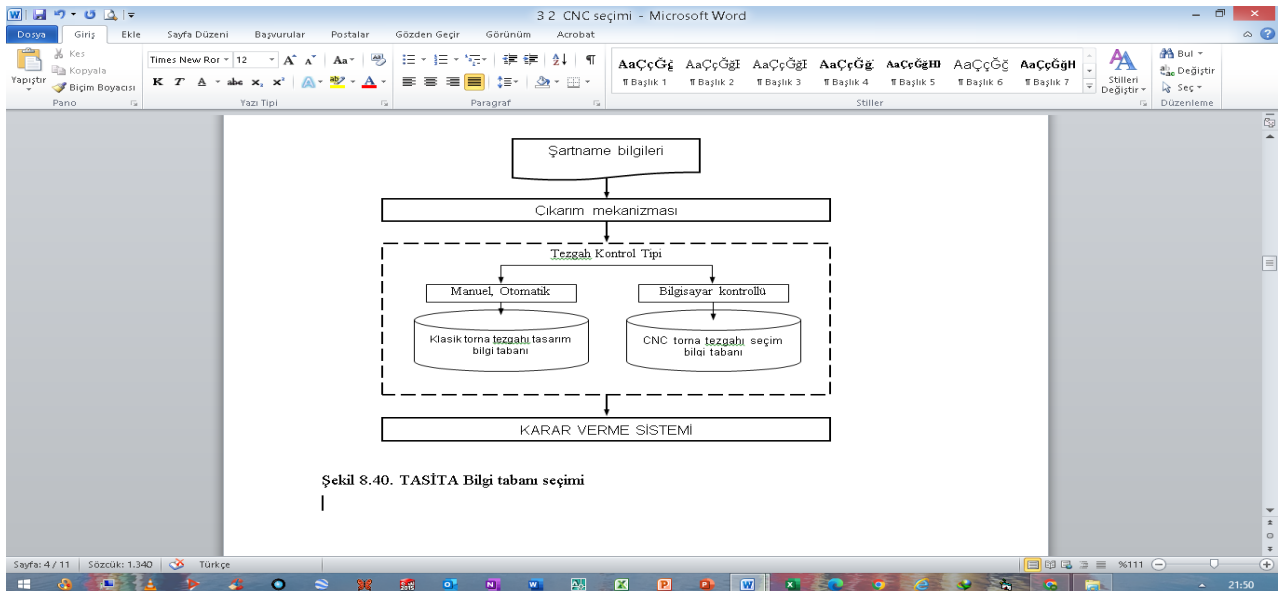 3 2 CNC seçimi - Microsoft Word
Dosya Giriş Ekle Sayfa Düzeni Başvurular Postalar Gözden Geçir Görünüm Acrobat
Yapıştır
Kes
Kopyala
Biçim Boyacısı
Pano
Times New Ror 12
K T A abc x, x²
Yazı Tipi
Paragraf
AaÇçĞğ AaÇçĞğI AaÇçĞğI AaÇçĞğ AaÇçĞğHI AaÇçĞğ AaÇçĞğH
¶ Başlık 1 ¶ Başlık 2 ¶ Başlık 3 ¶ Başlık 4 ¶ Başlık 5 ¶ Başlık 6 ¶ Başlık 7
Stilleri
Değiştir
Stiller
Bul
Değiştir
Seç
Düzenleme
Şartname bilgileri
Çıkarım mekanizması
Tezgah Kontrol Tipi
Manuel, Otomatik
Bilgisayar kontrollü
Klasik torna tezgahı tasarım
bilgi tabanı
CNC torna tezgahı seçim
bilgi tabanı
KARAR VERME SİSTEMİ
Şekil 8.40. TASİTA Bilgi tabanı seçimi
Sayfa: 4 / 11 Sözcük: 1.340 Türkçe
%111
21:50